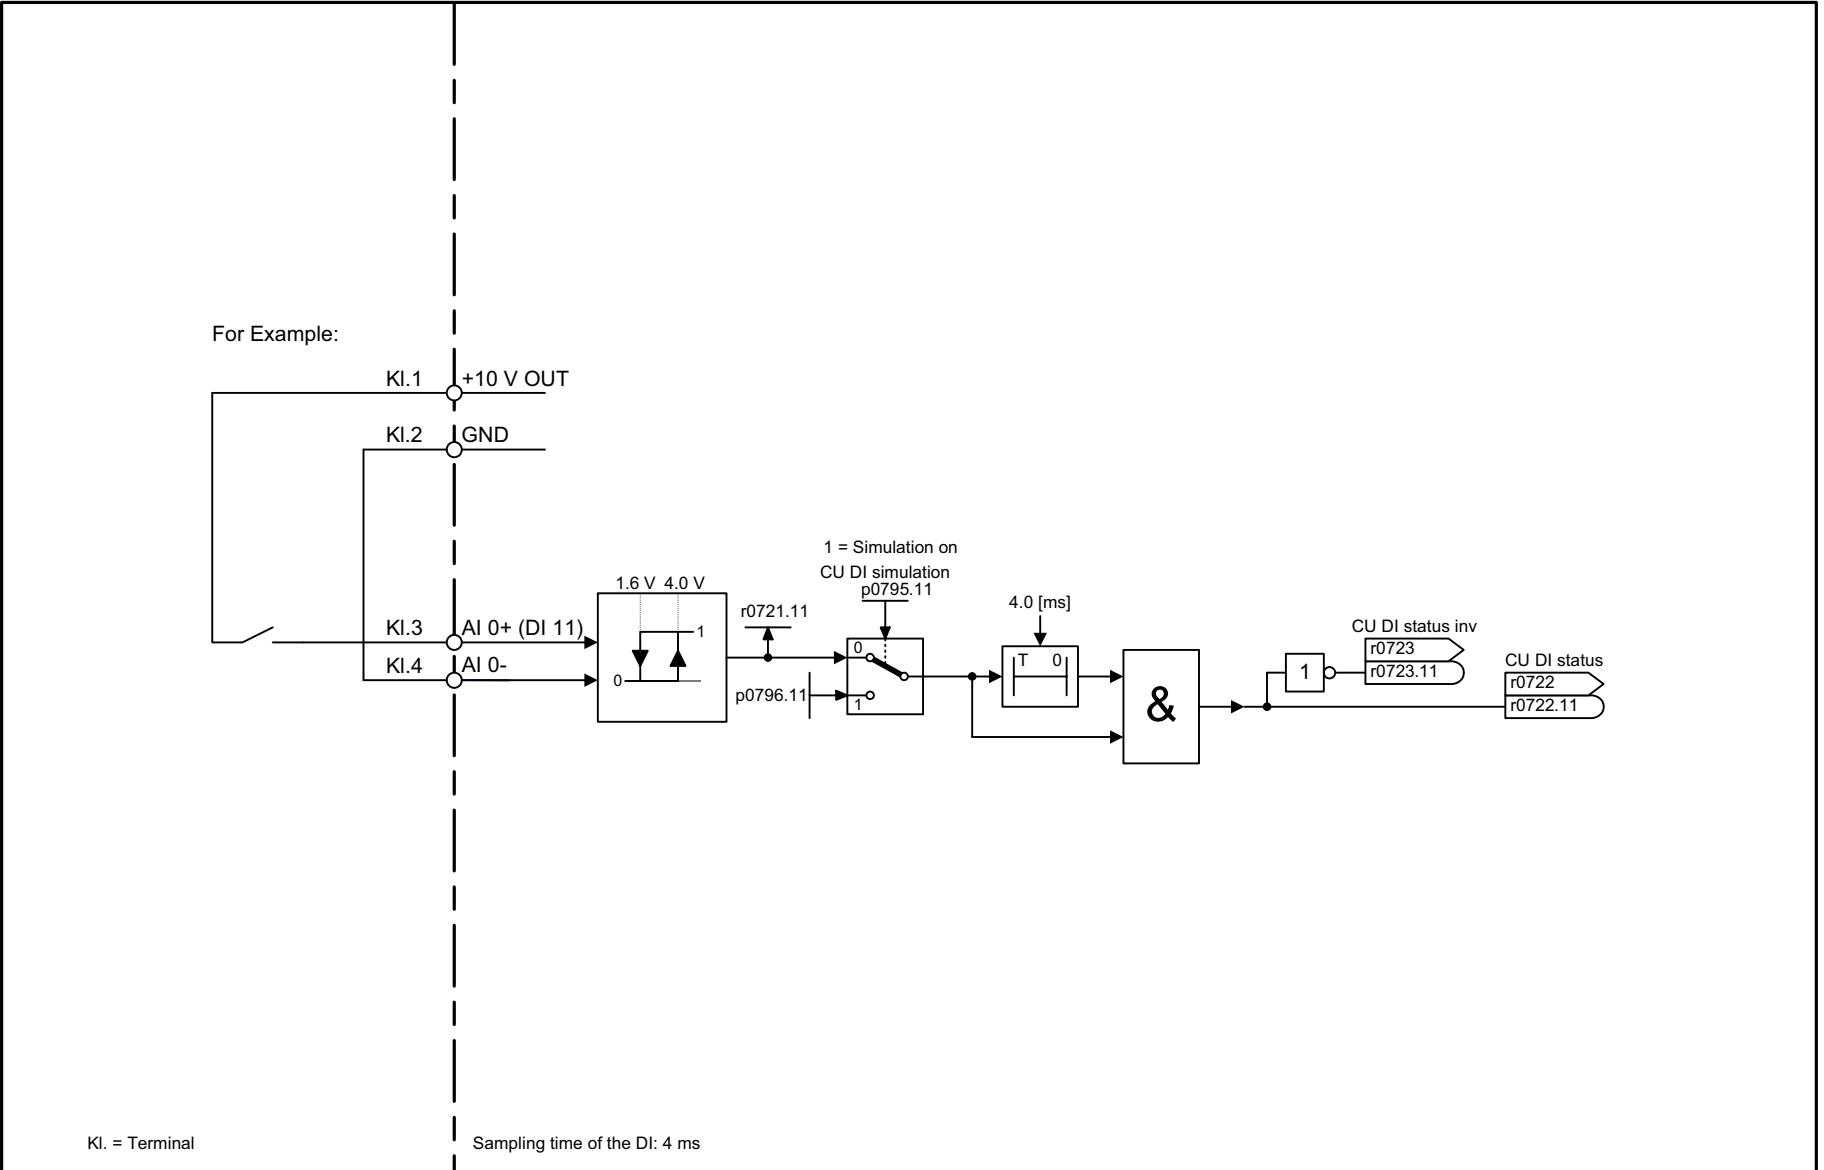 For Example:
Kl.1 +10 V OUT
Kl.2 GND
1 = Simulation on
CU DI simulation
p0795.11
1.6 V 4.0 V
r0721.11
4.0 [ms]
Kl.3 AI 0+ (DI 11)
1
0
T 0
CU DI status inv
r0723
r0723.11
1
CU DI status
r0722
r0722.11
Kl.4 AI 0-
0
p0796.11
1
&
Kl. = Terminal
Sampling time of the DI: 4 ms